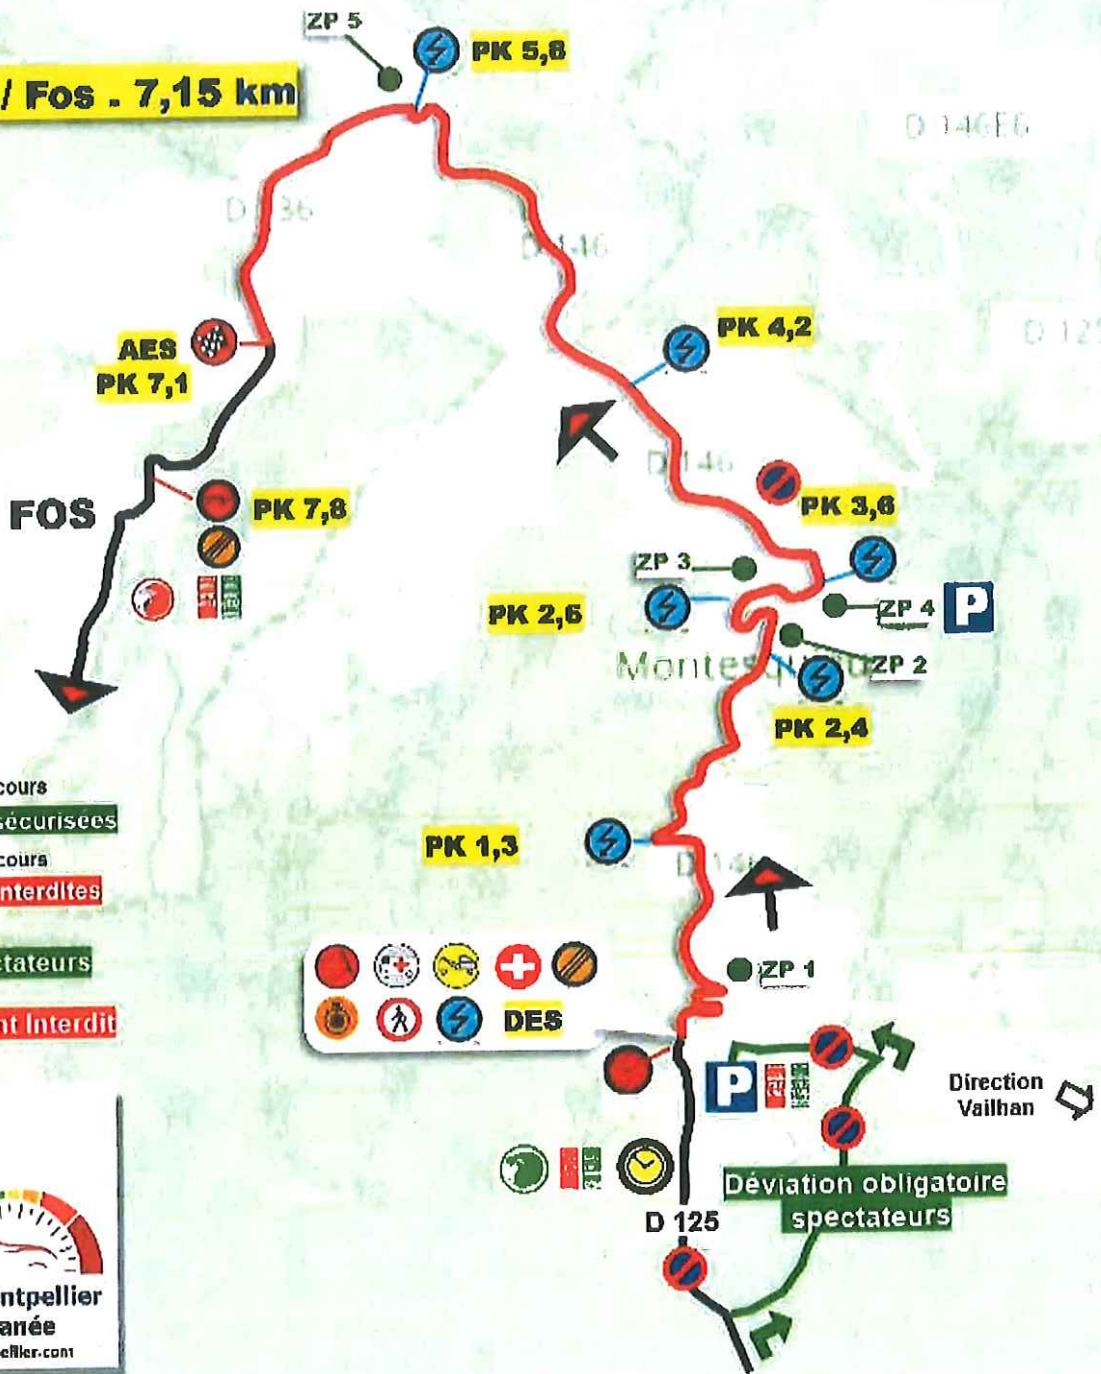 ZP 5
PK 5,8
/ Fos . 7,15 km
D 146E6
D 146
D 125
AES
PK 7,1
PK 4,2
D 146
PK 3,6
FOS
PK 7,8
ZP 3
PK 2,6
ZP 4
P
ZP 2
PK 2,4
cours
sécurisées
PK 1,3
cours
nterdites
ctateurs
ZP 1
nt Interdit
DES
P
Direction
Vailhan
Déviation obligatoire
spectateurs
D 125
ntpellier
anée